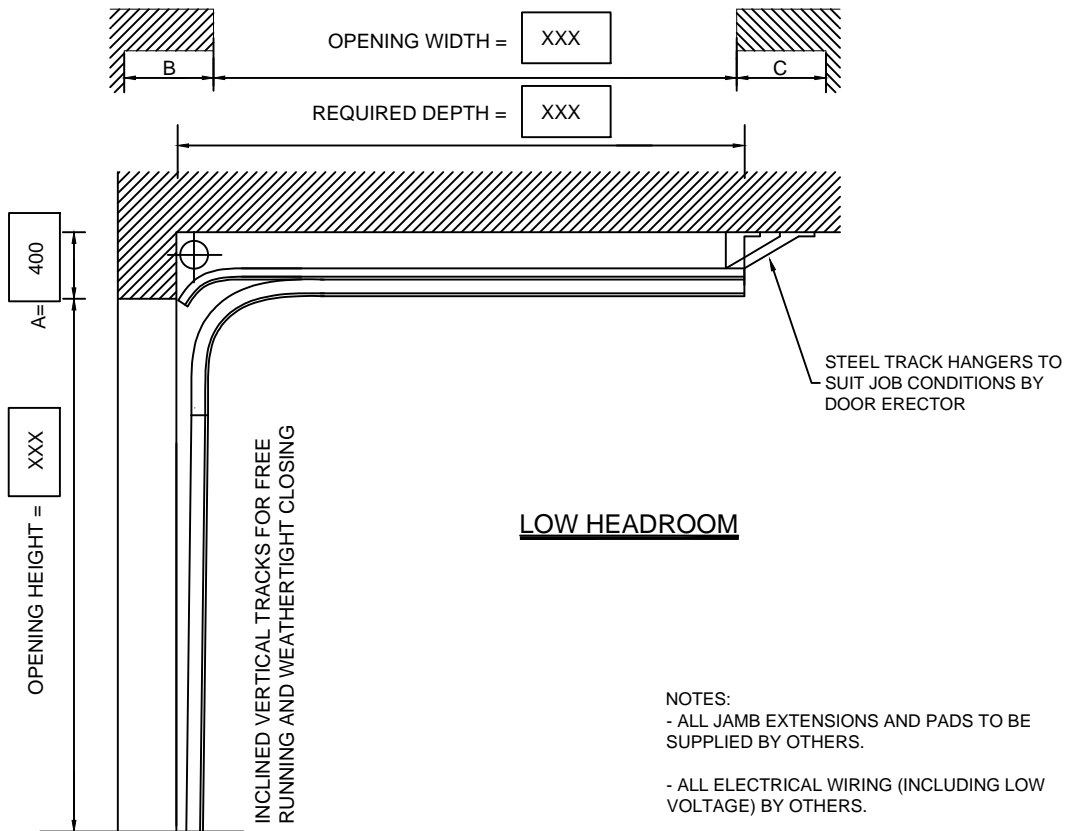 OPENING WIDTH = XXX
B
C
REQUIRED DEPTH = XXX
A= 400
OPENING HEIGHT = XXX
STEEL TRACK HANGERS TO
SUIT JOB CONDITIONS BY
DOOR ERECTOR
INCLINED VERTICAL TRACKS FOR FREE
RUNNING AND WEATHERTIGHT CLOSING
LOW HEADROOM
NOTES:
- ALL JAMB EXTENSIONS AND PADS TO BE
SUPPLIED BY OTHERS.
- ALL ELECTRICAL WIRING (INCLUDING LOW
VOLTAGE) BY OTHERS.